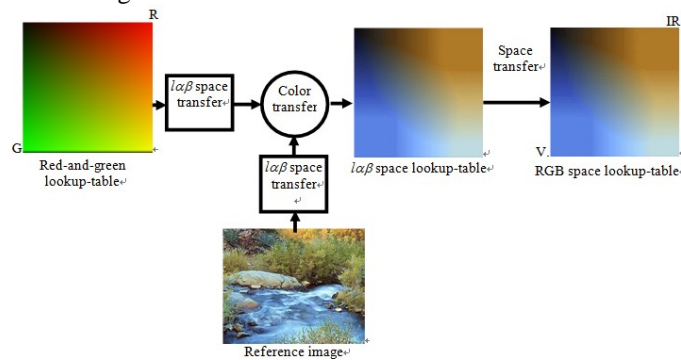 R
G
Red-and-green
lookup-table
lαβ space
transfer
Color
transfer
lαβ space
transfer
Reference image
lαβ space lookup-table
Space
transfer
IR
V.
RGB space lookup-table